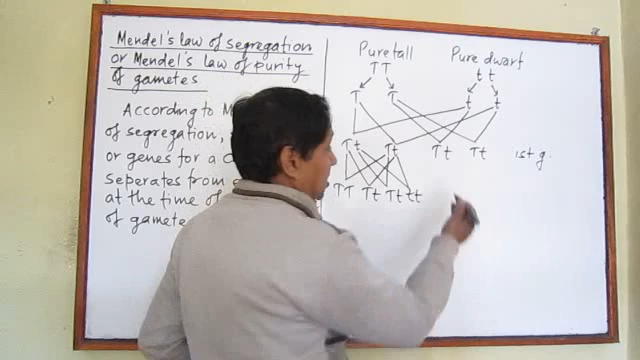 Mendel's law of segregation
or Mendel's law of purity
of gametes
According to
of segregation,
or genes for a
seperates from
at the time of
of gamete
Pure tall
TT
Pure dwarf
t t
T T t t
Tt Tt Tt Tt 1st g.
TT Tt Tt tt